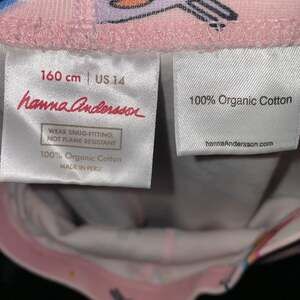 160 cm | US 14
hanna Andersson
WEAR SNUG-FITTING,
NOT FLAME RESISTANT
100% Organic Cotton
MADE IN PERU
100% Organic Cotton
hannaAndersson.com